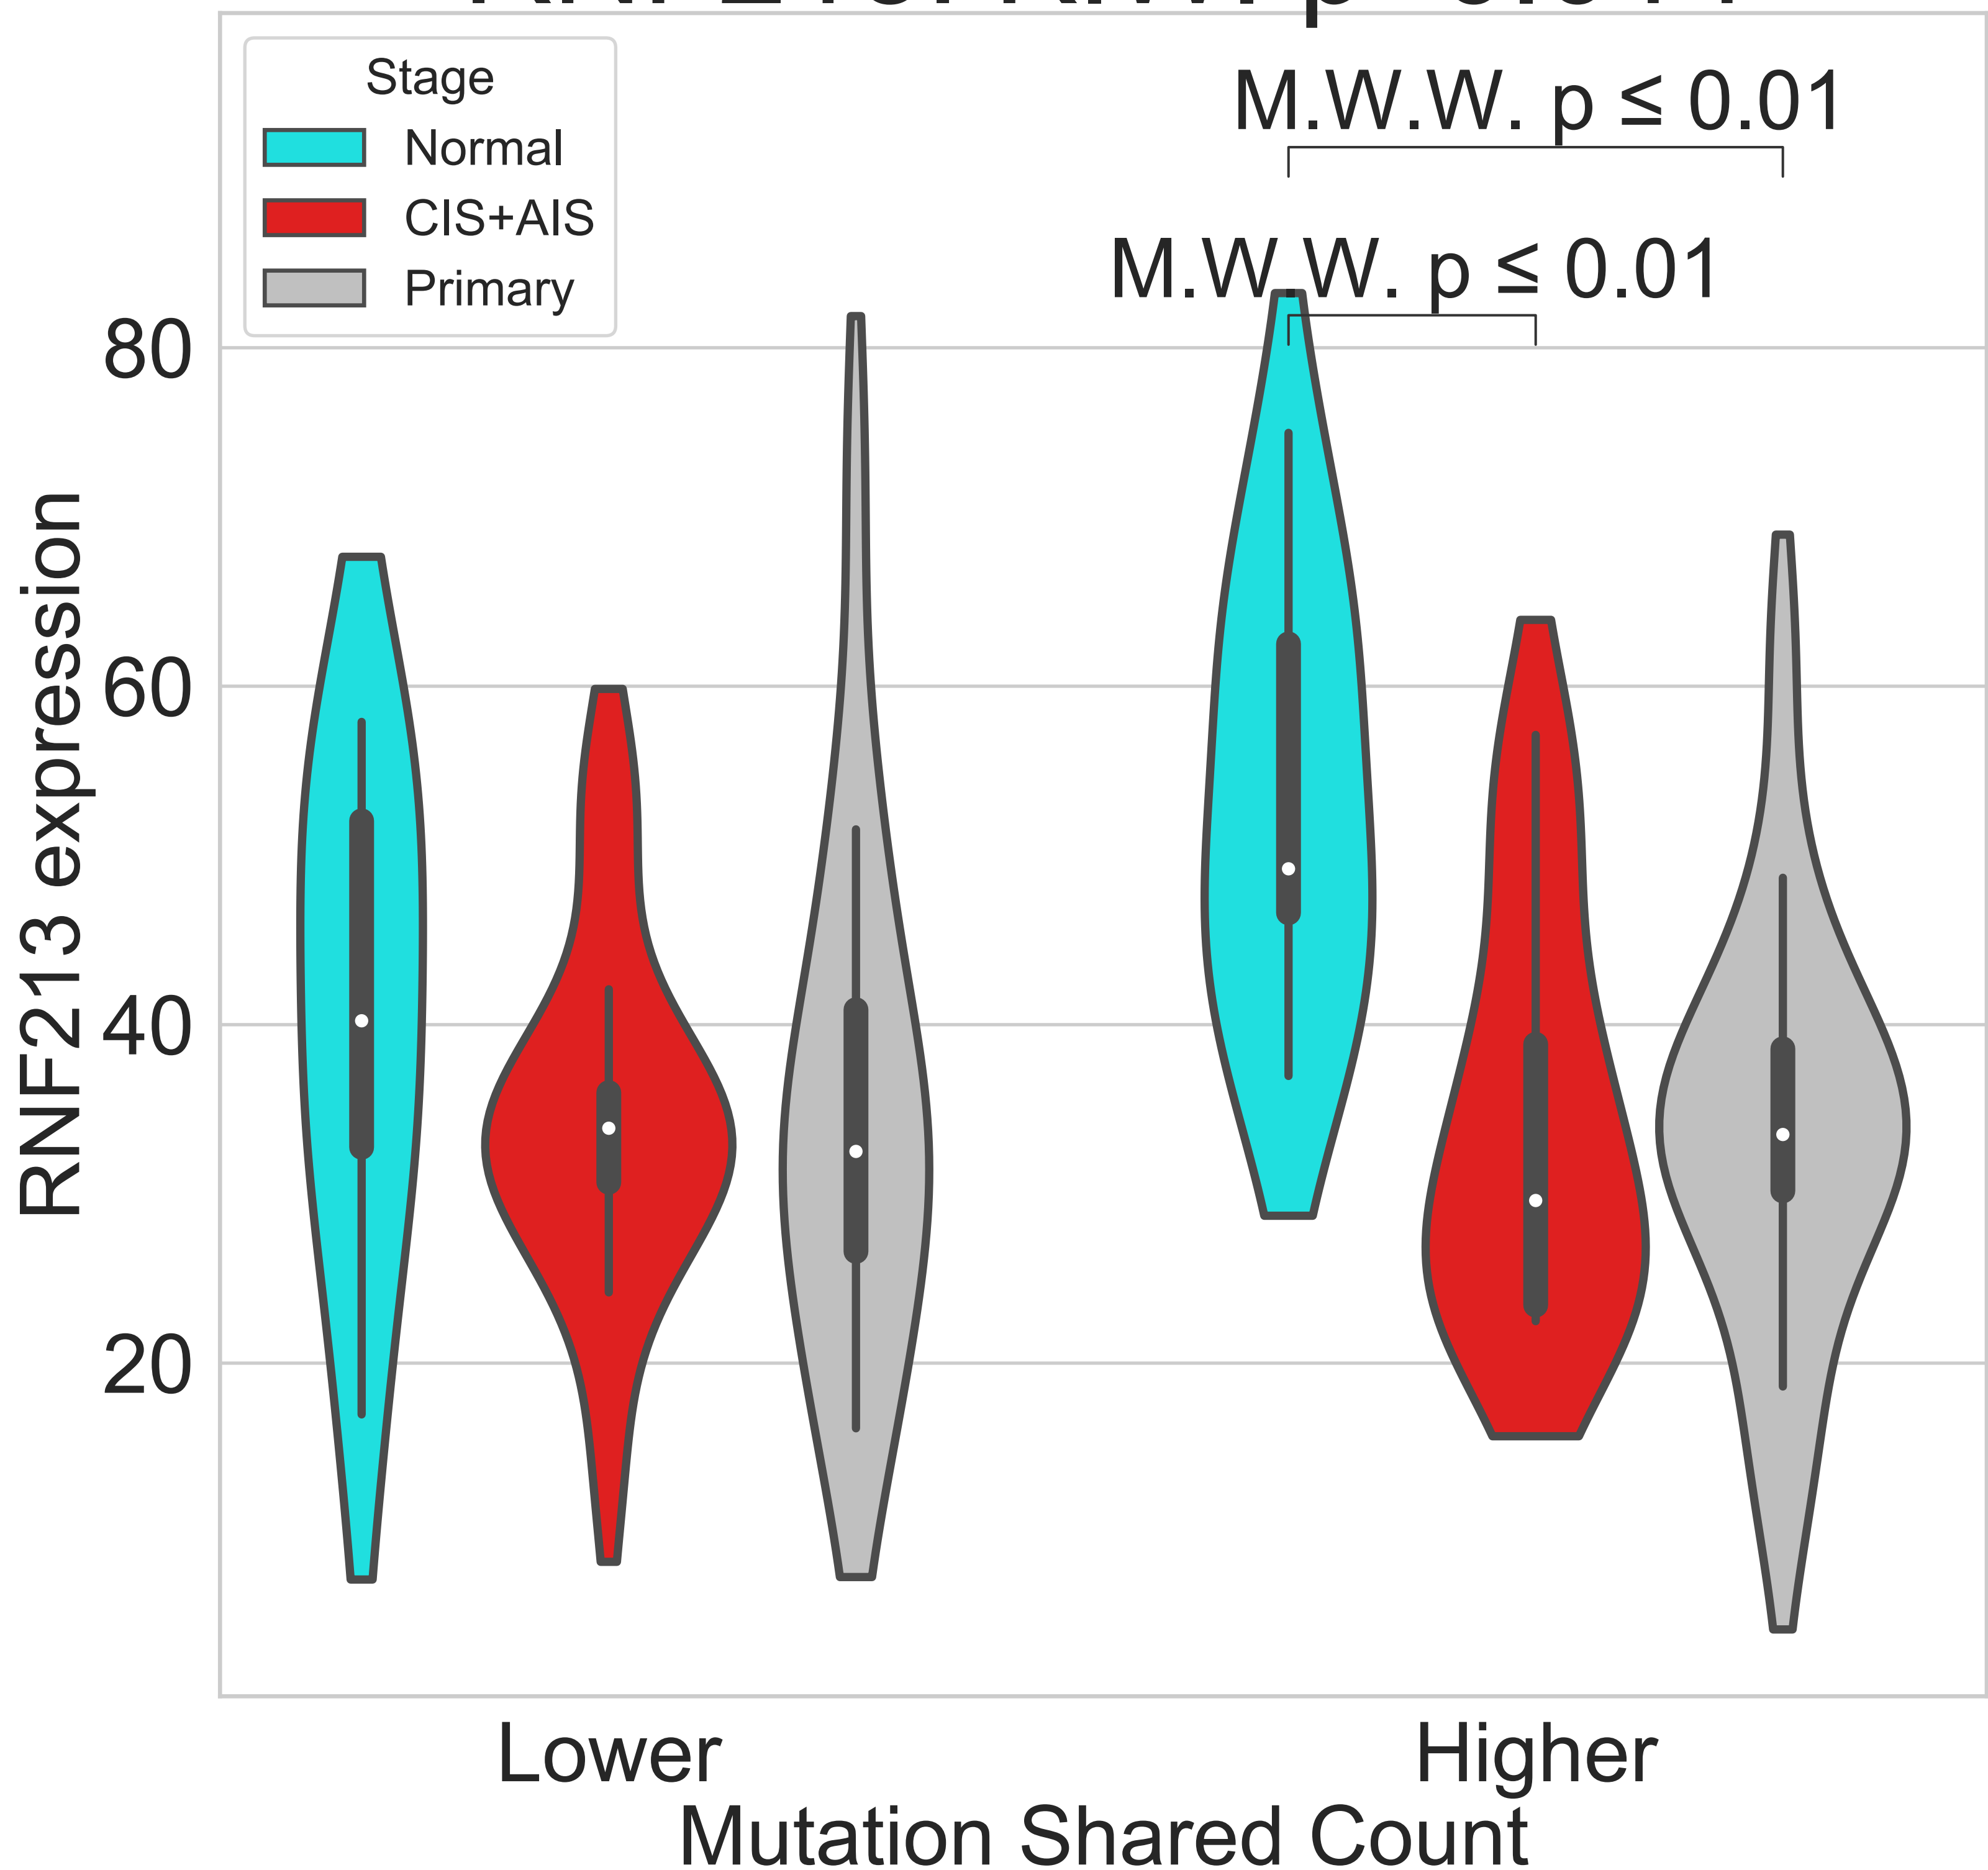 Stage
Normal
CIS+AIS
Primary
M.W.W. p ≤ 0.01
M.W.W. p ≤ 0.01
80
60
40
20
RNF213 expression
Lower
Higher
Mutation Shared Count